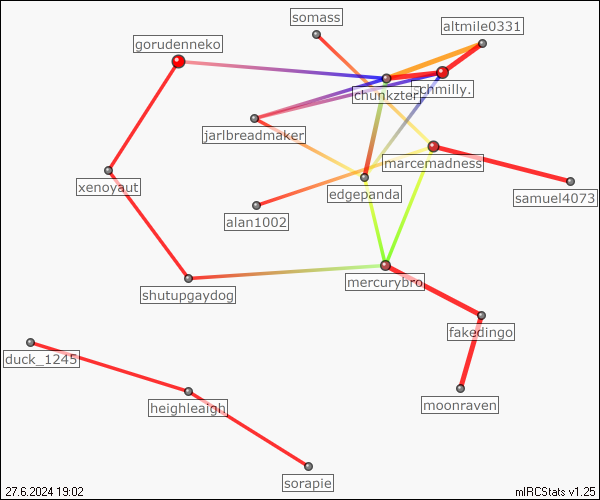 somass
altmile0331
gorudenneko
schmilly.
chunkzter
jarlbreadmaker
marcemadness
xenoyaut
edgepanda
samuel4073
alan1002
mercurybro
shutupgaydog
fakedingo
duck_1245
heighleaigh
moonraven
sorapie
27.6.2024 19:02
mIRCStats v1.25